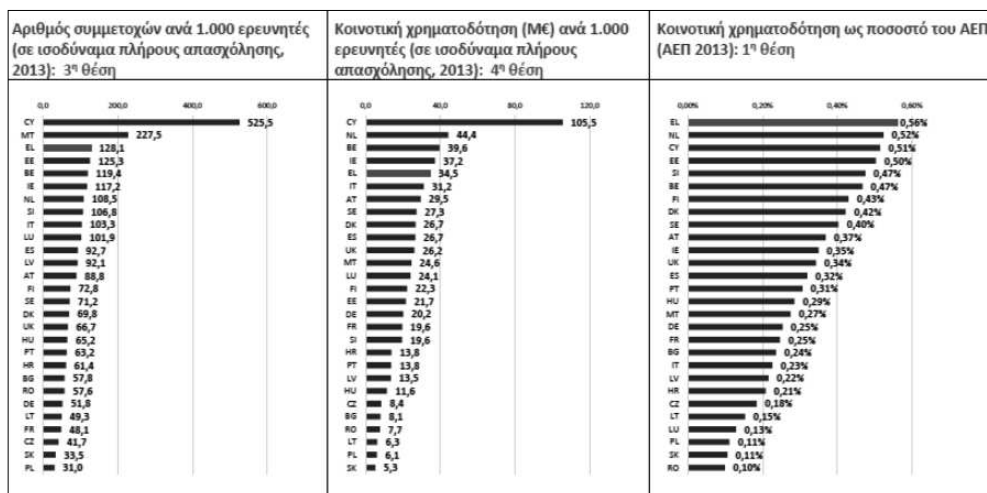 Αριθμός συμμετοχών ανά 1.000 ερευνητές
(σε ισοδύναμα πλήρους απασχόλησης,
2013): 3η θέση
0,0 200,0 400,0 600,0
CY 525,5
MT 227,5
EL 128,1
EE 125,3
BE 119,4
IE 117,2
NL 108,5
SI 106,8
IT 103,3
LU 101,9
ES 92,7
LV 92,1
AT 88,8
FI 72,8
SE 71,2
DK 69,8
UK 66,7
HU 65,2
PT 63,2
HR 61,4
BG 57,8
RO 57,6
DE 51,8
LT 49,3
FR 48,1
CZ 41,7
SK 33,5
PL 31,0
Κοινοτική χρηματοδότηση (Μ€) ανά 1.000
ερευνητές (σε ισοδύναμα πλήρους
απασχόλησης, 2013): 4η θέση
0,0 40,0 80,0 120,0
CY 105,5
NL 44,4
BE 39,6
IE 37,2
EL 34,5
IT 31,2
AT 29,5
SE 27,3
DK 26,7
ES 26,7
UK 26,2
MT 24,6
LU 24,1
FI 22,3
EE 21,7
DE 20,2
FR 19,6
SI 19,6
HR 13,8
PT 13,8
LV 13,5
HU 11,6
CZ 8,4
BG 8,1
RO 7,7
LT 6,3
PL 6,1
SK 5,3
Κοινοτική χρηματοδότηση ως ποσοστό του ΑΕΠ
(ΑΕΠ 2013): 1η θέση
0,00% 0,20% 0,40% 0,60%
EL 0,56%
NL 0,52%
CY 0,51%
EE 0,50%
SI 0,47%
BE 0,47%
FI 0,43%
DK 0,42%
SE 0,40%
AT 0,37%
IE 0,35%
UK 0,34%
ES 0,32%
PT 0,31%
HU 0,29%
MT 0,27%
DE 0,25%
FR 0,25%
BG 0,24%
IT 0,23%
LV 0,22%
HR 0,21%
CZ 0,18%
LT 0,15%
LU 0,13%
PL 0,11%
SK 0,11%
RO 0,10%